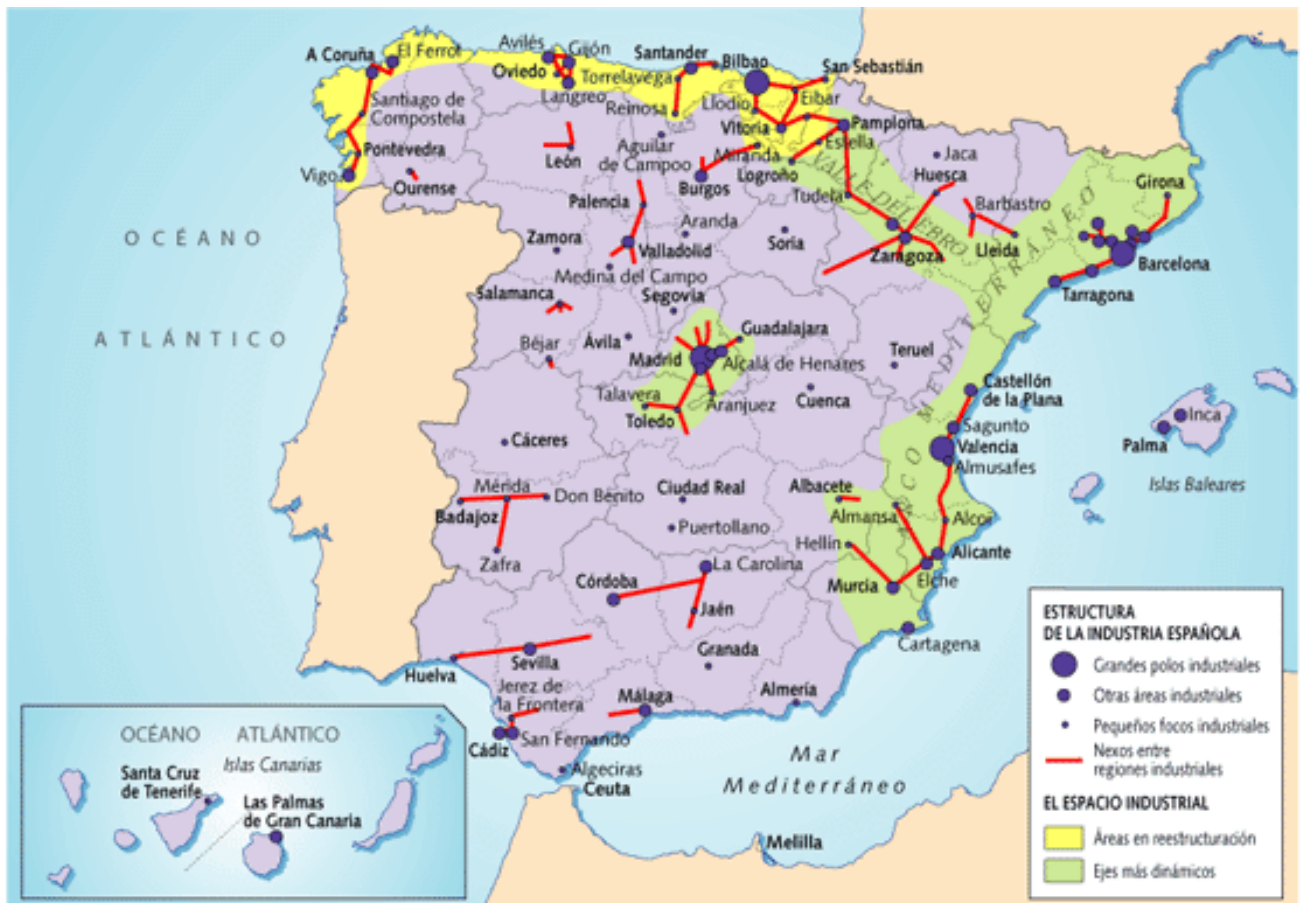 A Coruña
El Ferrol
Avilés
Gijón
Oviedo
Langreo
Santander
Torrelavega
Reinosa
Bilbao
San Sebastián
Llodio
Eibar
Vitoria
Pamplona
Estella
Miranda
Logroño
Santiago de
Compostela
Pontevedra
Vigo
Ourense
León
Aguilar
de Campoo
Burgos
Palencia
Aranda
Zamora
Valladolid
Soria
Medina del Campo
Salamanca
Segovia
Béjar
Ávila
VALLE DEL EBRO
Tudela
Jaca
Huesca
Barbastro
Zaragoza
Lleida
Girona
Barcelona
Tarragona
ARCO MEDITERRÁNEO
OCÉANO
ATLÁNTICO
Madrid
Guadalajara
Alcalá de Henares
Talavera
Toledo
Aranjuez
Cuenca
Teruel
Castellón
de la Plana
Sagunto
Valencia
Almusafes
Inca
Palma
Islas Baleares
Cáceres
Mérida
Don Benito
Badajoz
Zafra
Ciudad Real
Puertollano
Albacete
Almansa
Alcoi
Hellín
Alicante
Elche
Murcia
Cartagena
Córdoba
La Carolina
Jaén
Sevilla
Huelva
Granada
Jerez de
la Frontera
Málaga
Almería
Cádiz
San Fernando
Algeciras
Ceuta
Melilla
Mar
Mediterráneo
OCÉANO ATLÁNTICO
Islas Canarias
Santa Cruz
de Tenerife
Las Palmas
de Gran Canaria
ESTRUCTURA
DE LA INDUSTRIA ESPAÑOLA
Grandes polos industriales
Otras áreas industriales
Pequeños focos industriales
Nexos entre
regiones industriales
EL ESPACIO INDUSTRIAL
Áreas en reestructuración
Ejes más dinámicos